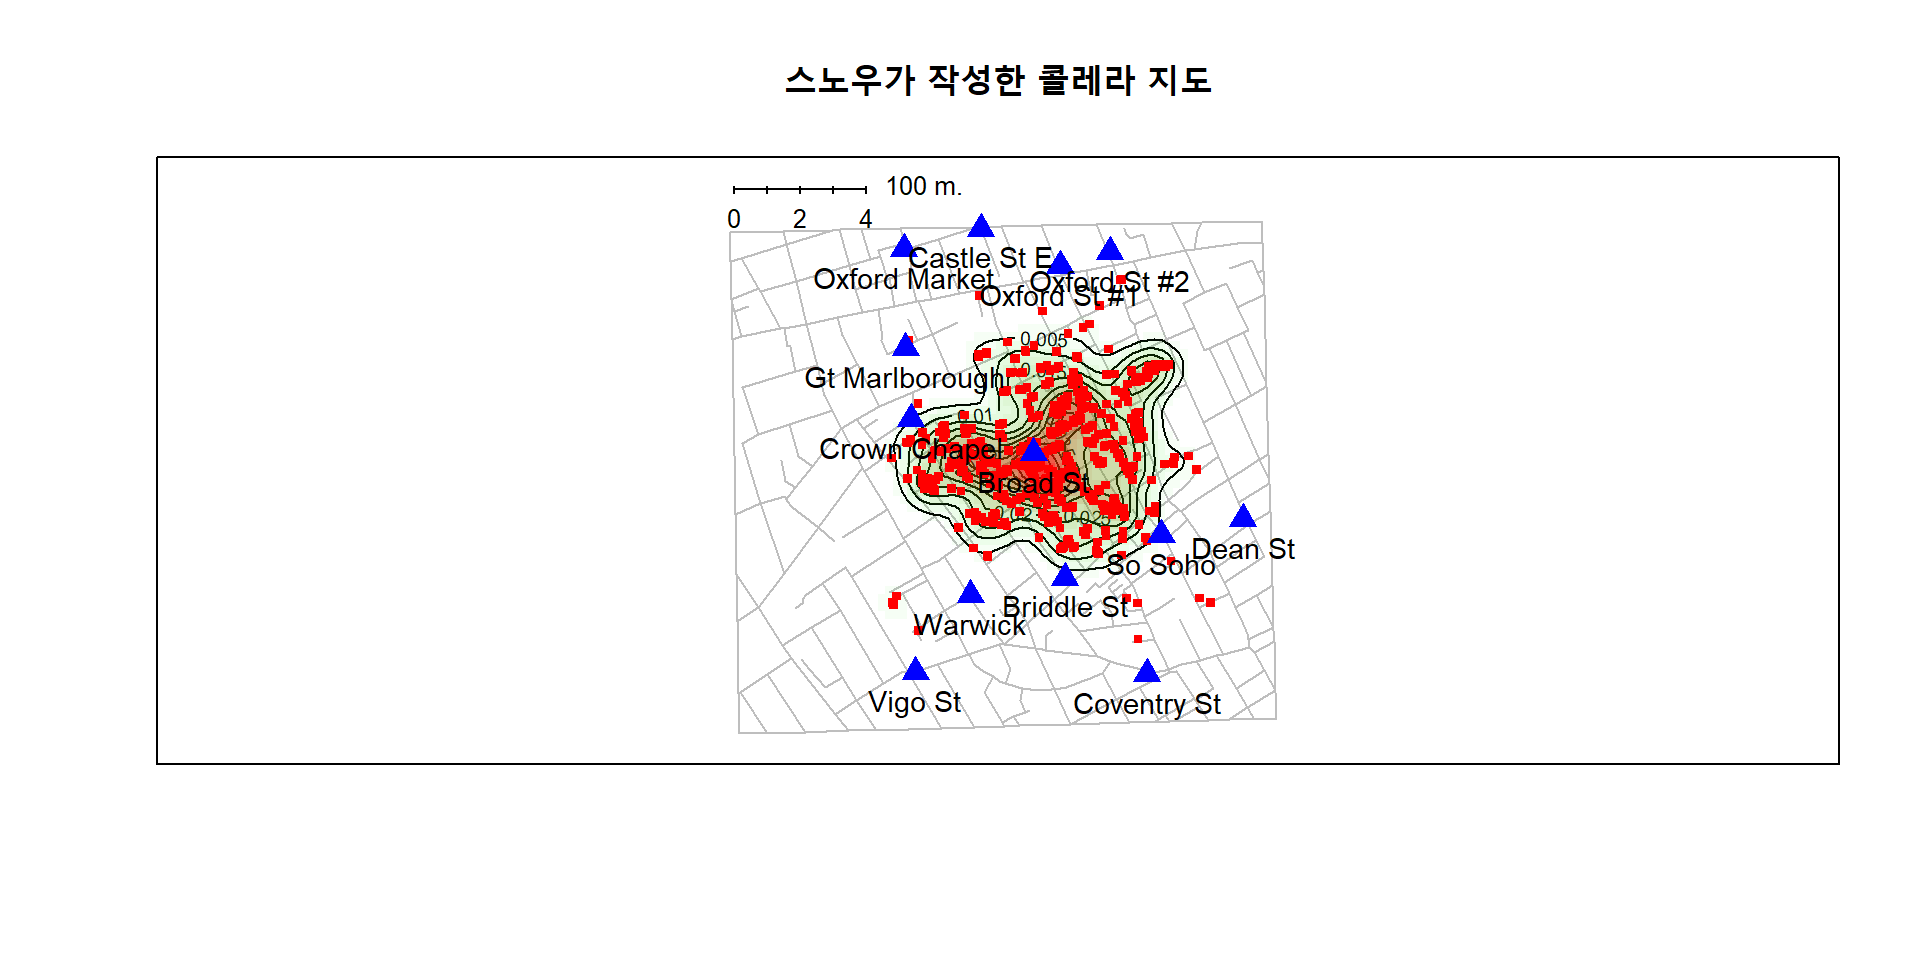 스노우가 작성한 콜레라 지도
100 m.
0 2 4
Castle St E
Oxford Market
Oxford St #2
Oxford St #1
0.005
Gt Marlborough
0.01
Crown Chapel
Broad St
0.02
0.025
Dean St
So Soho
Briddle St
Warwick
Vigo St
Coventry St